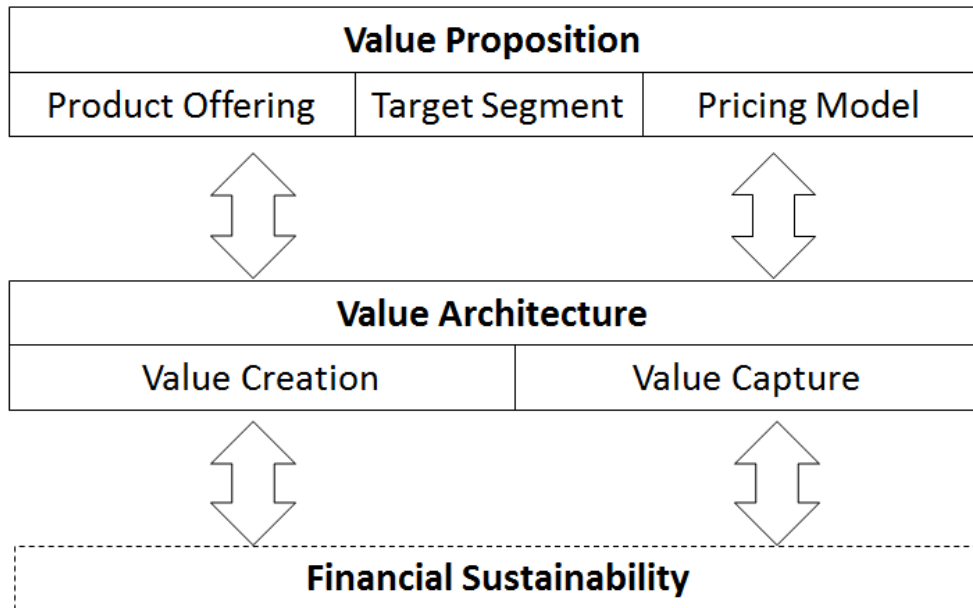 Value Proposition
Product Offering Target Segment Pricing Model
Value Architecture
Value Creation Value Capture
Financial Sustainability